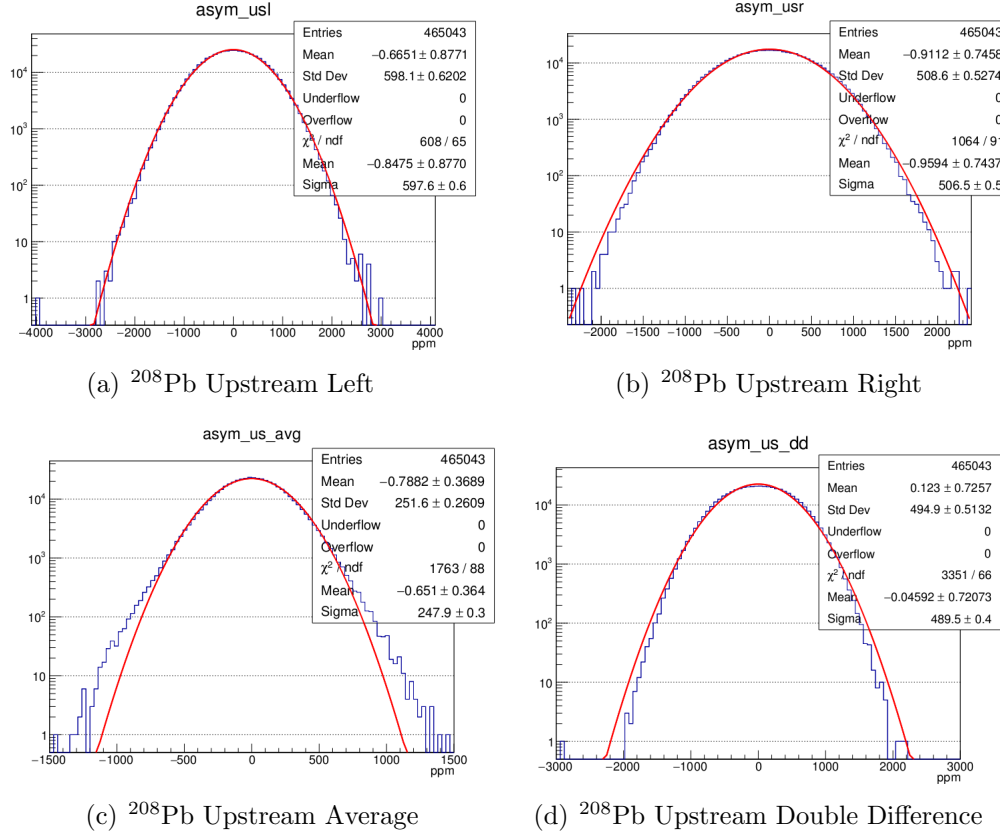 asym_usl
Entries 465043
Mean −0.6651 ± 0.8771
Std Dev 598.1 ± 0.6202
Underflow 0
Overflow 0
χ² / ndf 608 / 65
Mean −0.8475 ± 0.8770
Sigma 597.6 ± 0.6
10⁴
10³
10²
10
1
−4000 −3000 −2000 −1000 0 1000 2000 3000 4000
ppm
(a) ²⁰⁸Pb Upstream Left
asym_usr
Entries 465043
Mean −0.9112 ± 0.7458
Std Dev 508.6 ± 0.5274
Underflow 0
Overflow 0
χ² / ndf 1064 / 91
Mean −0.9594 ± 0.7437
Sigma 506.5 ± 0.5
10⁴
10³
10²
10
1
−2000 −1500 −1000 −500 0 500 1000 1500 2000
ppm
(b) ²⁰⁸Pb Upstream Right
asym_us_avg
Entries 465043
Mean −0.7882 ± 0.3689
Std Dev 251.6 ± 0.2609
Underflow 0
Overflow 0
χ² / ndf 1763 / 88
Mean −0.651 ± 0.364
Sigma 247.9 ± 0.3
10⁴
10³
10²
10
1
−1500 −1000 −500 0 500 1000 1500
ppm
(c) ²⁰⁸Pb Upstream Average
asym_us_dd
Entries 465043
Mean 0.123 ± 0.7257
Std Dev 494.9 ± 0.5132
Underflow 0
Overflow 0
χ² / ndf 3351 / 66
Mean −0.04592 ± 0.72073
Sigma 489.5 ± 0.4
10⁴
10³
10²
10
1
−3000 −2000 −1000 0 1000 2000 3000
ppm
(d) ²⁰⁸Pb Upstream Double Difference